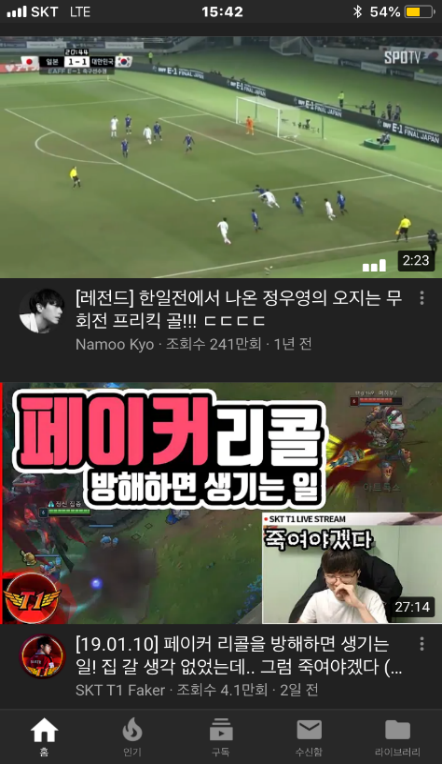 SKT LTE 15:42 54%
20:44
일본 1-1 대한민국
SPOTV
2:23
[레전드] 한일전에서 나온 정우영의 오지는 무
회전 프리킥 골!!! ㄷㄷㄷㄷ
Namoo Kyo · 조회수 241만회 · 1년 전
페이커리콜
방해하면 생기는 일
SKT T1 LIVE STREAM
죽여야겠다
T1
27:14
[19.01.10] 페이커 리콜을 방해하면 생기는
일! 집 갈 생각 없었는데.. 그럼 죽여야겠다 (...
SKT T1 Faker · 조회수 4.1만회 · 2일 전
홈 인기 구독 수신함 라이브러리